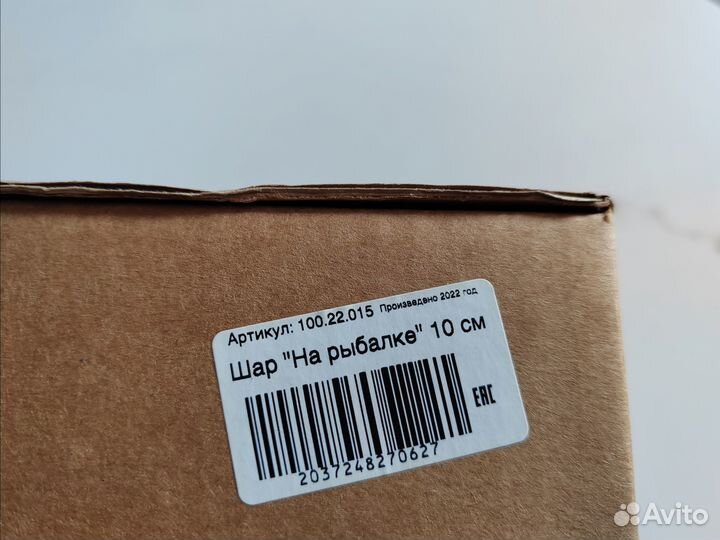 Артикул: 100.22.015 Произведено 2022 год
Шар "На рыбалке" 10 см
EAC
2037248270627
Avito